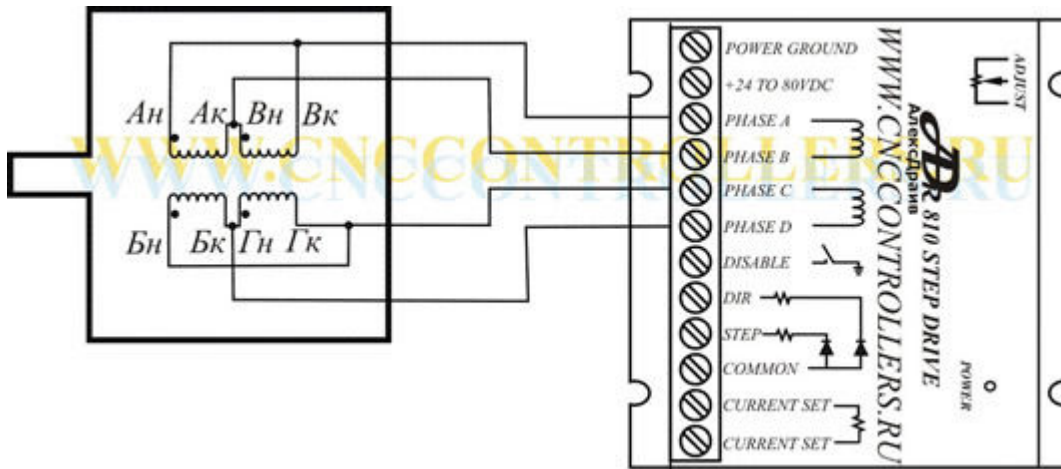 Ан Ак Вн Вк
Бн Бк Гн Гк
WWW.CNCCONTROLLERS.RU
POWER GROUND
+24 TO 80VDC
PHASE A
PHASE B
PHASE C
PHASE D
DISABLE
DIR
STEP
COMMON
CURRENT SET
CURRENT SET
WWW.CNCCONTROLLERS.RU
АлексДрайв
810 STEP DRIVE
ADJUST
POWER